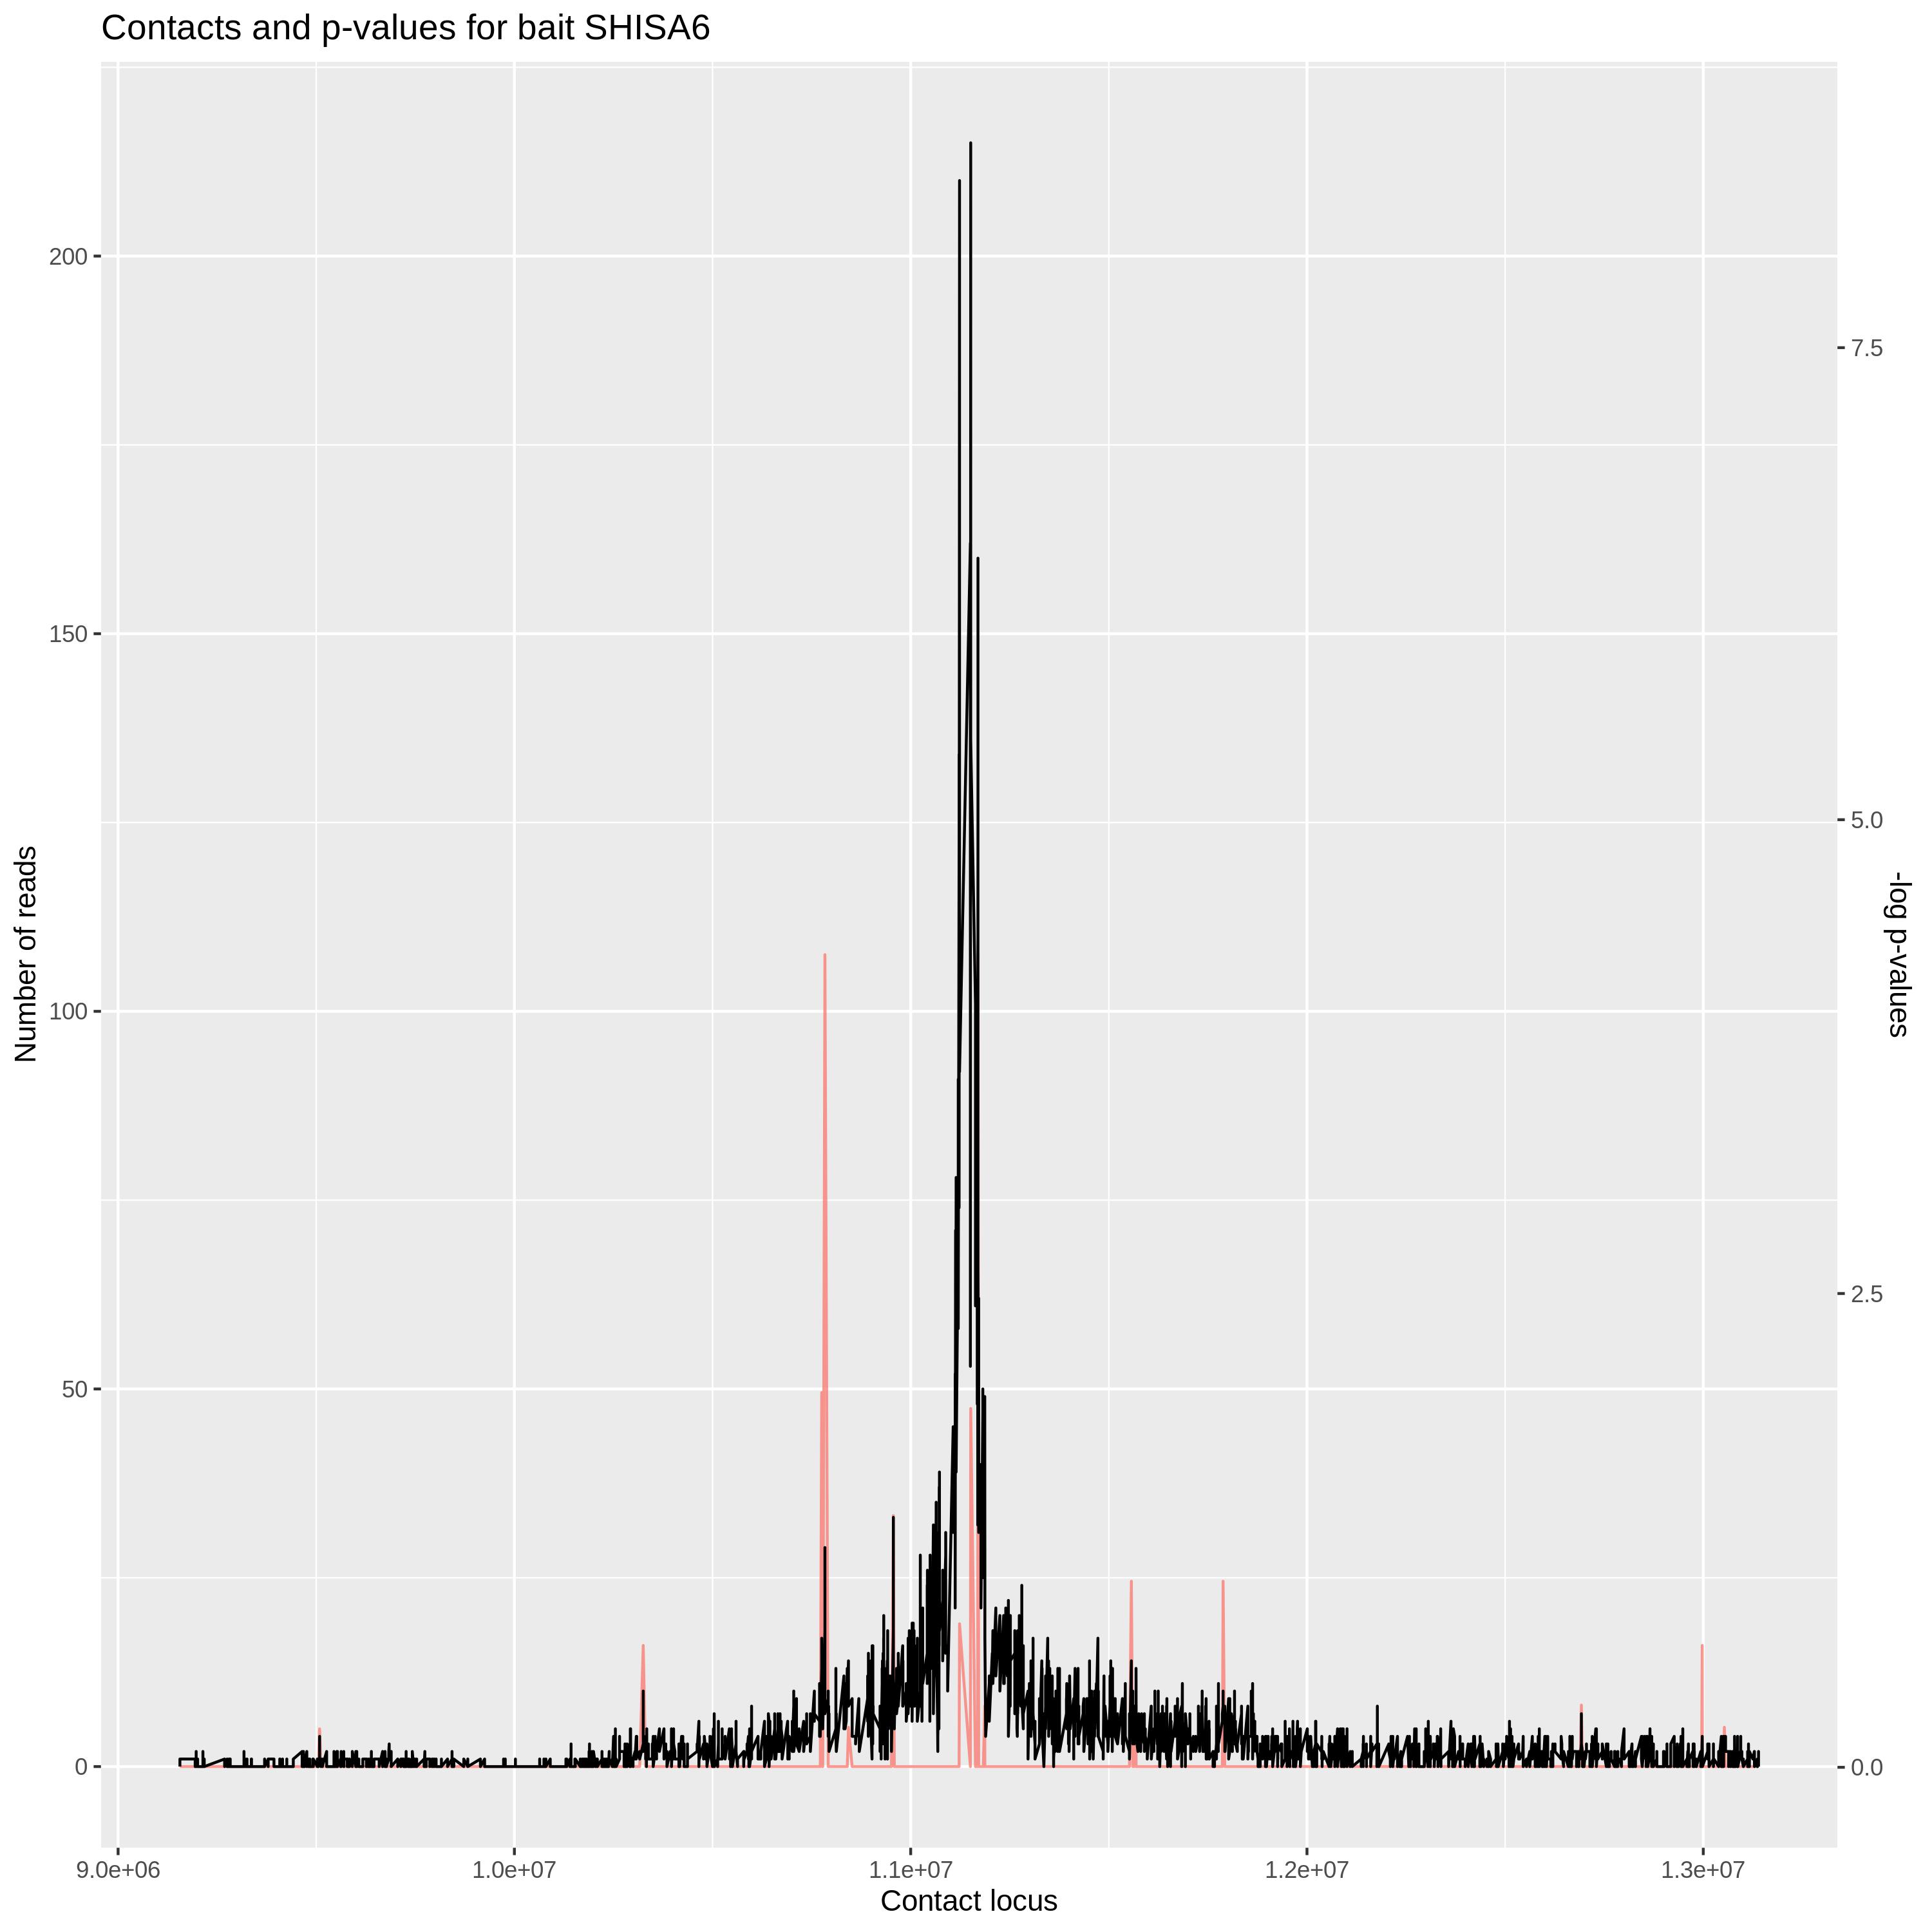 Contacts and p-values for bait SHISA6
Number of reads
200
150
100
50
0
7.5
5.0
2.5
0.0
-log p-values
9.0e+06
1.0e+07
1.1e+07
1.2e+07
1.3e+07
Contact locus